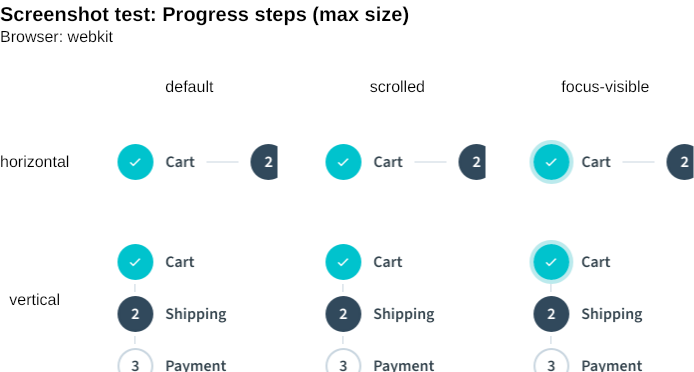 Screenshot test: Progress steps (max size)
Browser: webkit
default scrolled focus-visible
horizontal Cart 2 Cart 2 Cart 2
Cart Cart Cart
vertical 2 Shipping 2 Shipping 2 Shipping
3 Payment 3 Payment 3 Payment